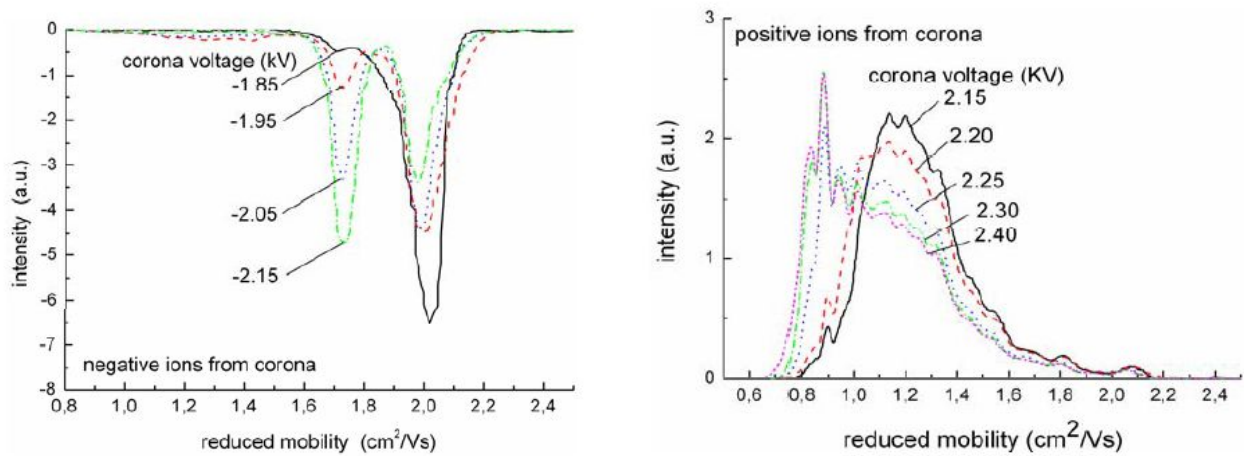 0
-1
-2
-3
-4
-5
-6
-7
-8
intensity (a.u.)
corona voltage (kV)
-1.85
-1.95
-2.05
-2.15
negative ions from corona
0,8 1,0 1,2 1,4 1,6 1,8 2,0 2,2 2,4
reduced mobility (cm²/Vs)
3
2
1
0
intensity (a.u.)
positive ions from corona
corona voltage (KV)
2.15
2.20
2.25
2.30
2.40
0,6 0,8 1,0 1,2 1,4 1,6 1,8 2,0 2,2 2,4
reduced mobility (cm²/Vs)